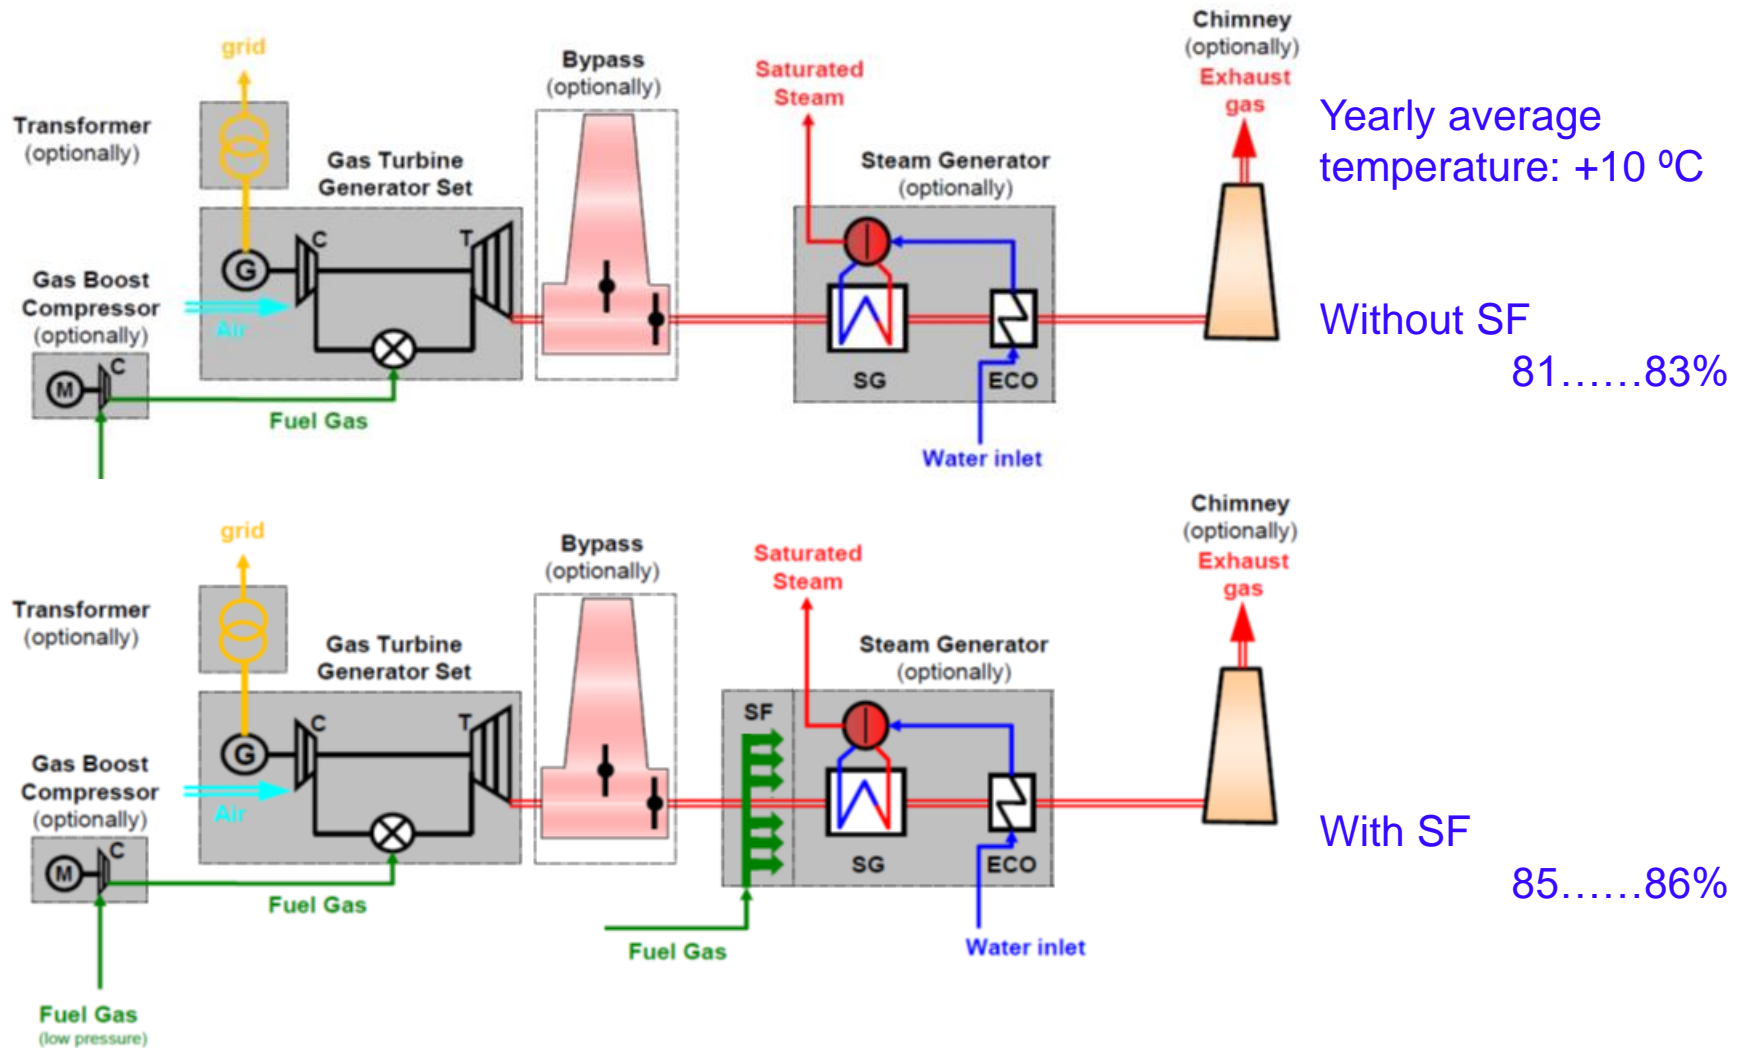 Chimney
(optionally)
Exhaust
gas
grid
Bypass
(optionally)
Saturated
Steam
Transformer
(optionally)
Gas Turbine
Generator Set
Steam Generator
(optionally)
Yearly average
temperature: +10 ºC
C
T
G
Gas Boost
Compressor
(optionally)
Air
C
M
Fuel Gas
SG
ECO
Water inlet
Without SF
81......83%
Chimney
(optionally)
Exhaust
gas
grid
Bypass
(optionally)
Saturated
Steam
Transformer
(optionally)
Gas Turbine
Generator Set
Steam Generator
(optionally)
SF
C
T
G
Gas Boost
Compressor
(optionally)
Air
C
M
Fuel Gas
SG
ECO
Fuel Gas
Water inlet
With SF
85......86%
Fuel Gas
(low pressure)